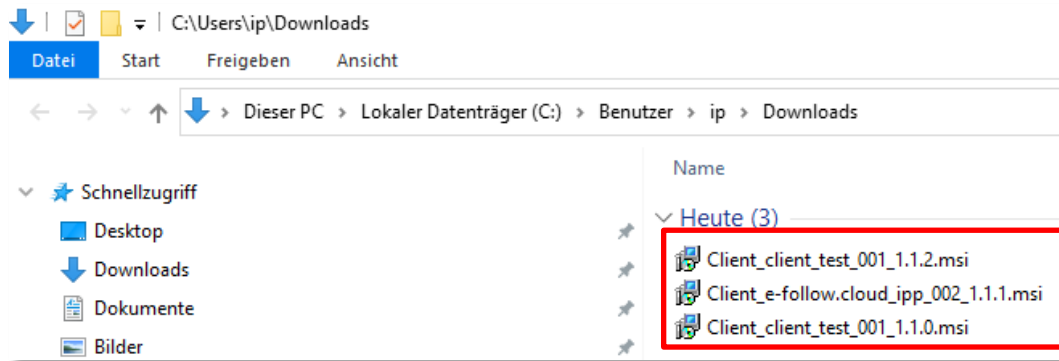 C:\Users\ip\Downloads
Datei Start Freigeben Ansicht
Dieser PC > Lokaler Datenträger (C:) > Benutzer > ip > Downloads
Name
Schnellzugriff
Heute (3)
Desktop
Client_client_test_001_1.1.2.msi
Downloads
Client_e-follow.cloud_ipp_002_1.1.1.msi
Dokumente
Client_client_test_001_1.1.0.msi
Bilder